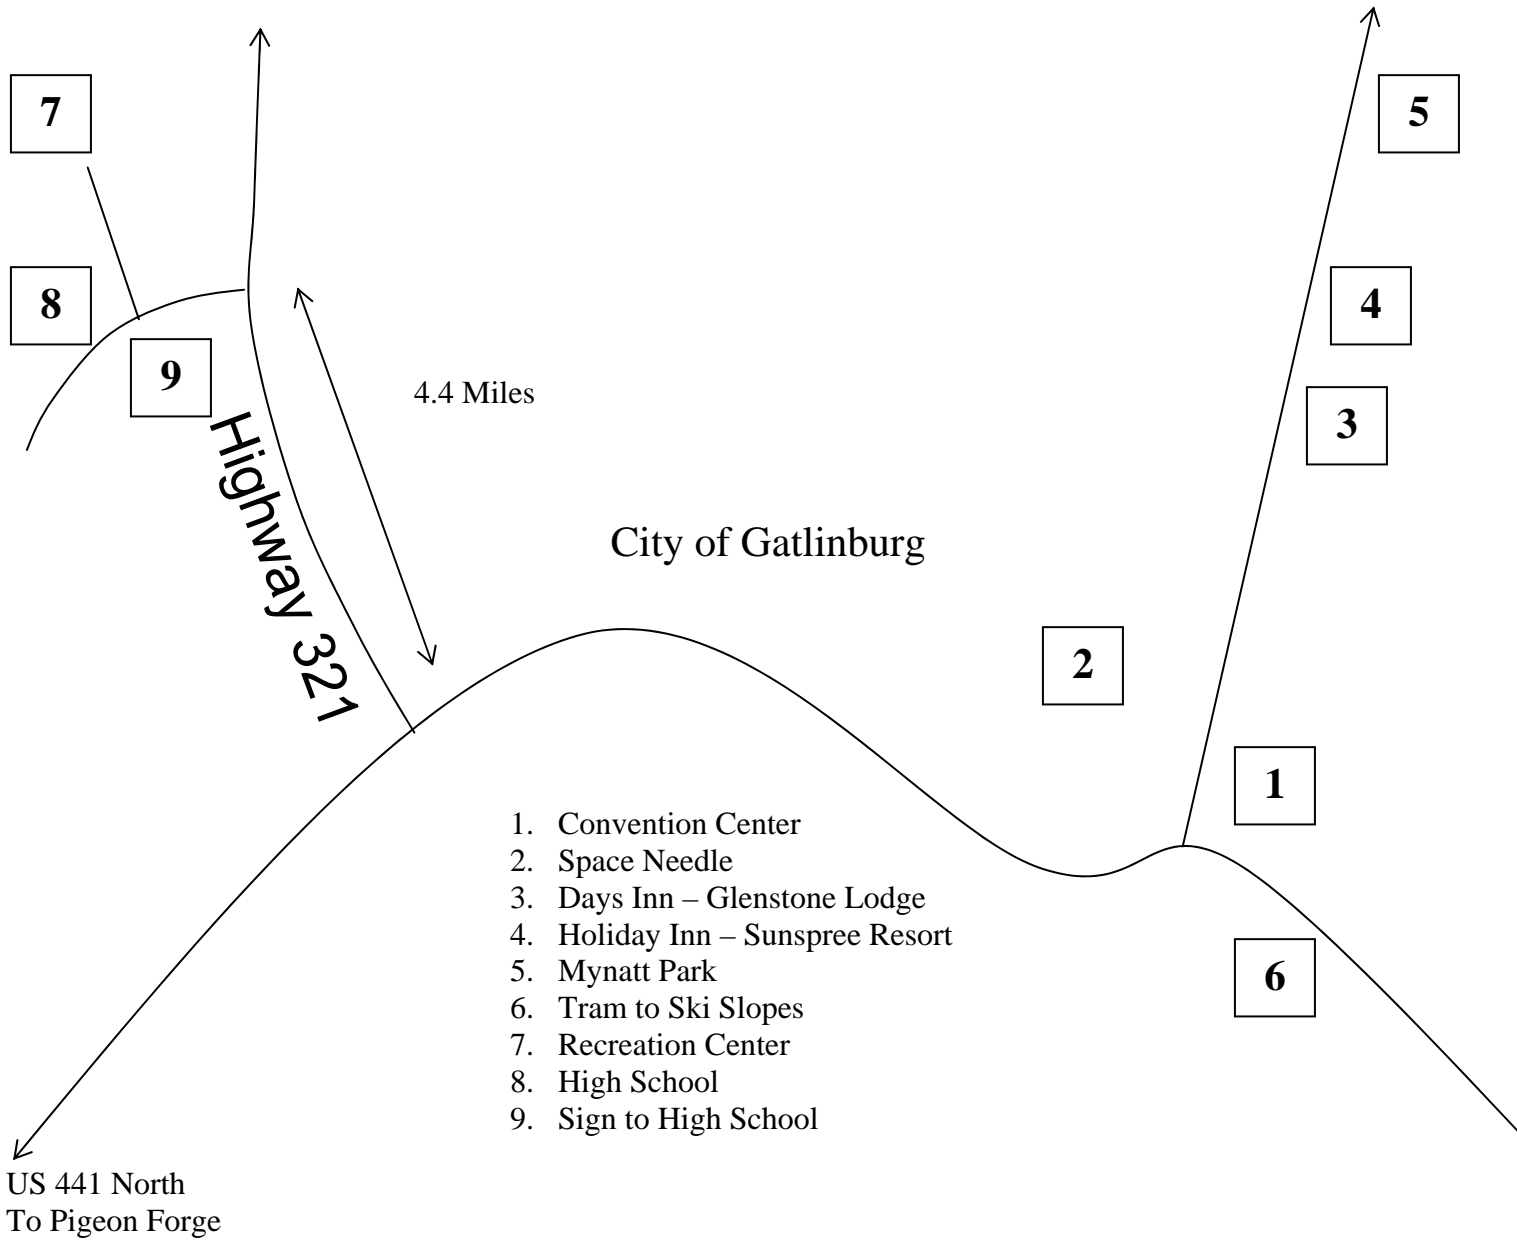 7
5
8
4
9
3
4.4 Miles
Highway 321
City of Gatlinburg
2
1
6
1. Convention Center
2. Space Needle
3. Days Inn – Glenstone Lodge
4. Holiday Inn – Sunspree Resort
5. Mynatt Park
6. Tram to Ski Slopes
7. Recreation Center
8. High School
9. Sign to High School
US 441 North
To Pigeon Forge